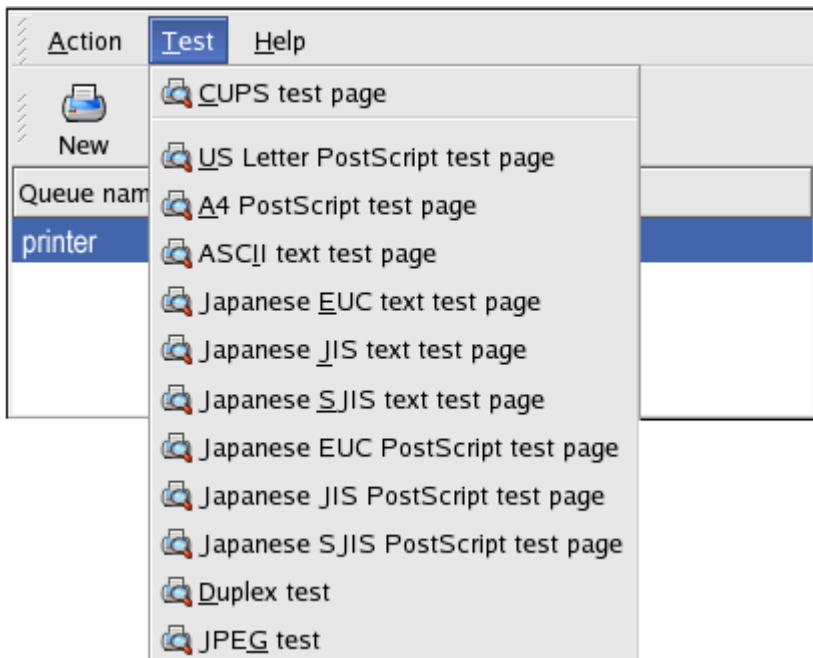 Action Test Help
CUPS test page
New
US Letter PostScript test page
Queue nam
A4 PostScript test page
printer
ASCII text test page
Japanese EUC text test page
Japanese JIS text test page
Japanese SJIS text test page
Japanese EUC PostScript test page
Japanese JIS PostScript test page
Japanese SJIS PostScript test page
Duplex test
JPEG test